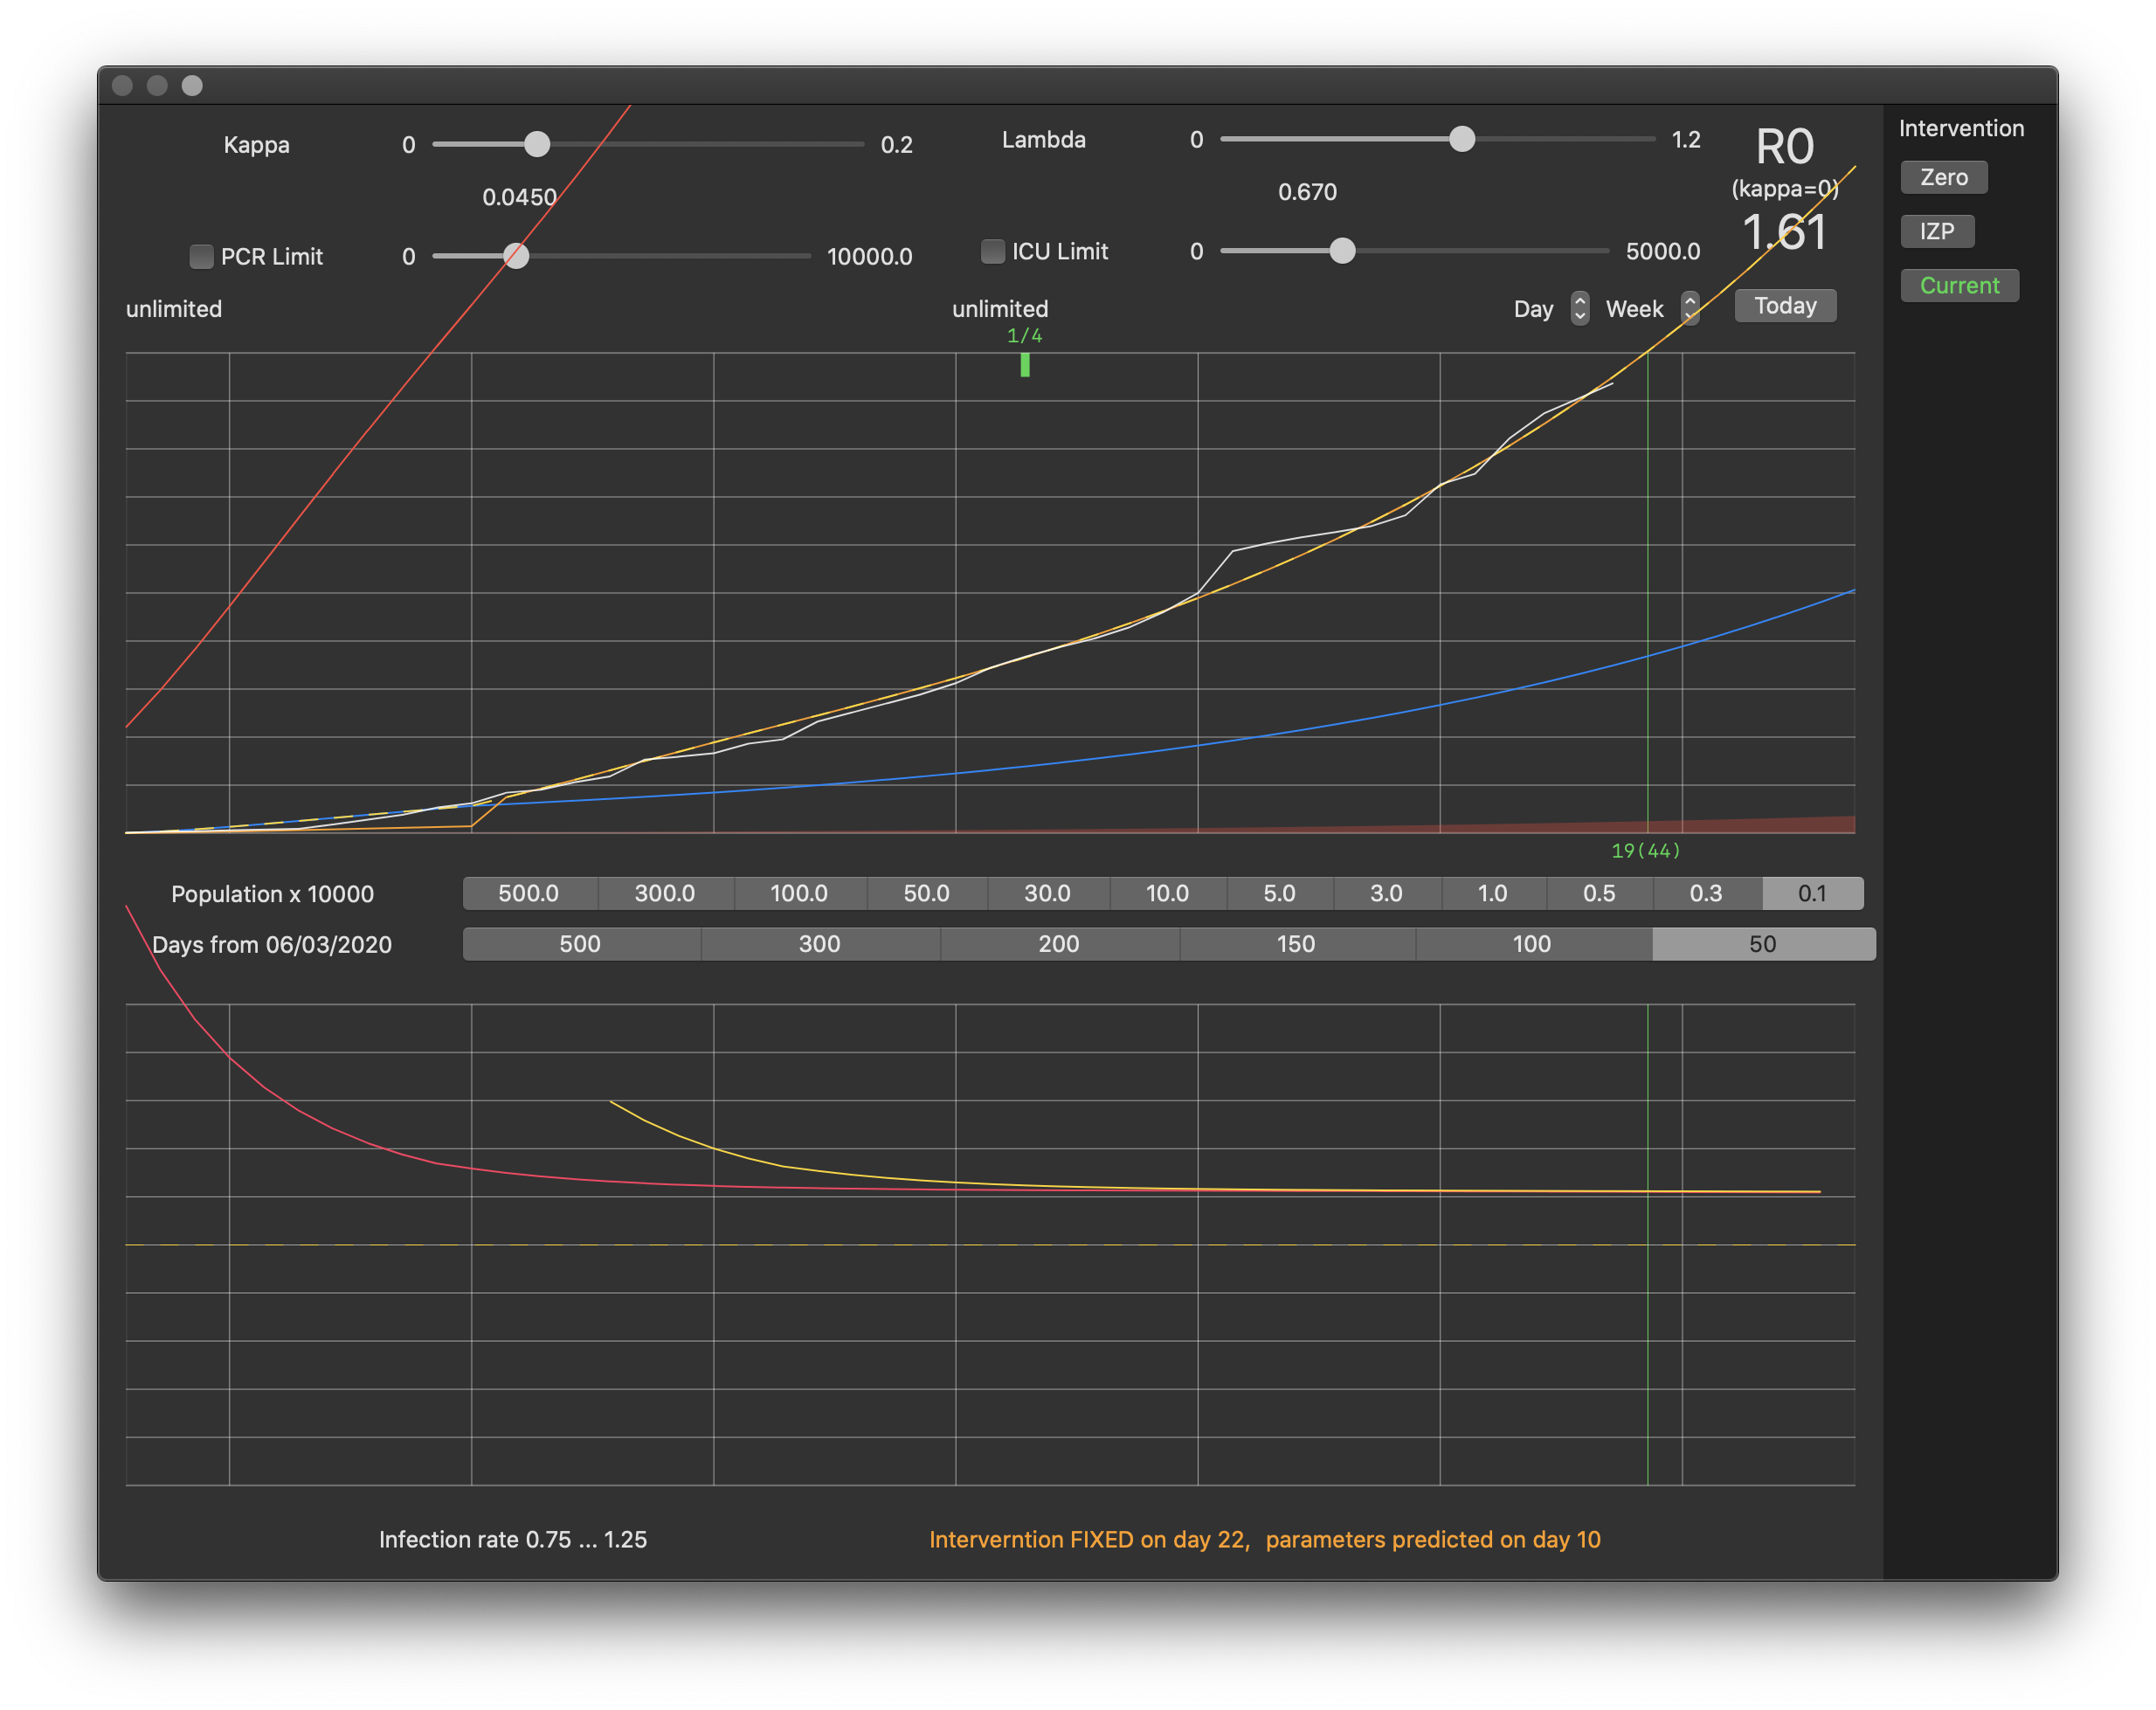 Kappa 0 0.2 Lambda 0 1.2 R0 Intervention
(kappa=0) Zero
0.0450 0.670 1.61 IZP
PCR Limit 0 10000.0 ICU Limit 0 5000.0
Current
unlimited unlimited Day Week Today
1/4
19(44)
Population x 10000 500.0 300.0 100.0 50.0 30.0 10.0 5.0 3.0 1.0 0.5 0.3 0.1
Days from 06/03/2020 500 300 200 150 100 50
Infection rate 0.75 ... 1.25 Interverntion FIXED on day 22, parameters predicted on day 10